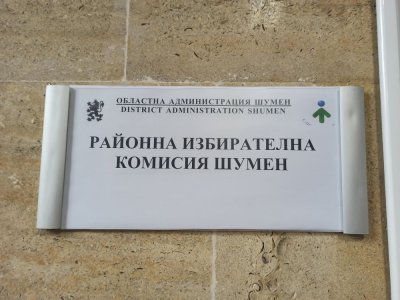 ОБЛАСТНА АДМИНИСТРАЦИЯ ШУМЕН
DISTRICT ADMINISTRATION SHUMEN
РАЙОННА ИЗБИРАТЕЛНА
КОМИСИЯ ШУМЕН